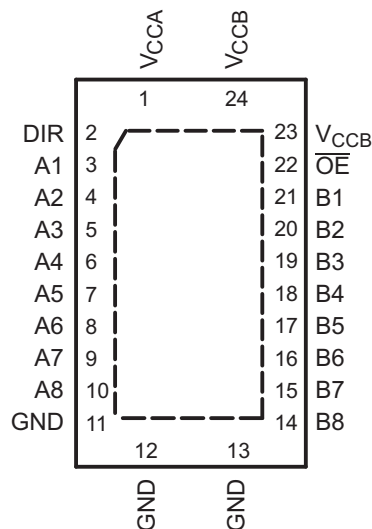 VCCA VCCB
1 24
DIR 2 23 VCCB
A1 3 22 O̅E̅
A2 4 21 B1
A3 5 20 B2
A4 6 19 B3
A5 7 18 B4
A6 8 17 B5
A7 9 16 B6
A8 10 15 B7
GND 11 14 B8
12 13
GND GND